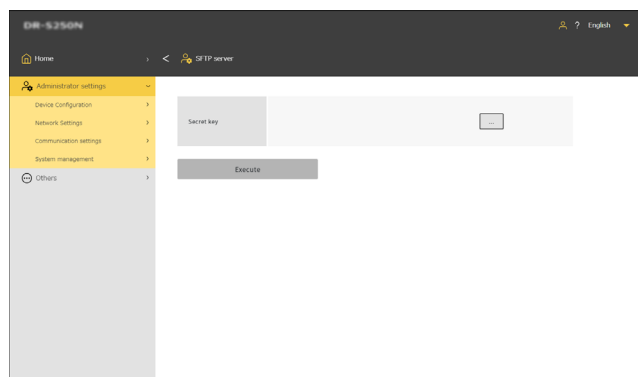 DR-S250N
? English
Home
SFTP server
Administrator settings
Device Configuration
Network Settings
Communication settings
System management
Others
Secret key
...
Execute